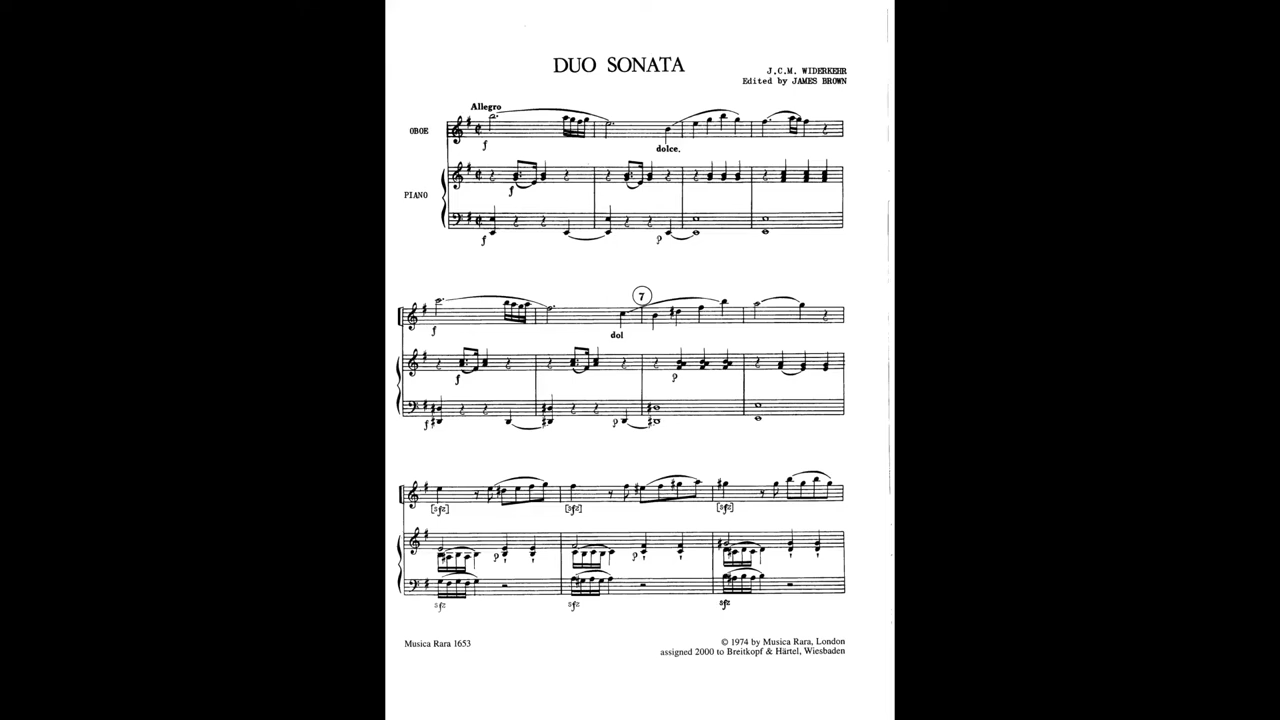 DUO SONATA
J.C.M. WIDERKEHR
Edited by JAMES BROWN
Allegro
OBOE
f
dolce.
PIANO
f
f
p
7
f
dol
f
p
f
p
[sfz] [sfz] [sfz]
p p
sfz sfz sfz
Musica Rara 1653
© 1974 by Musica Rara, London
assigned 2000 to Breitkopf & Härtel, Wiesbaden